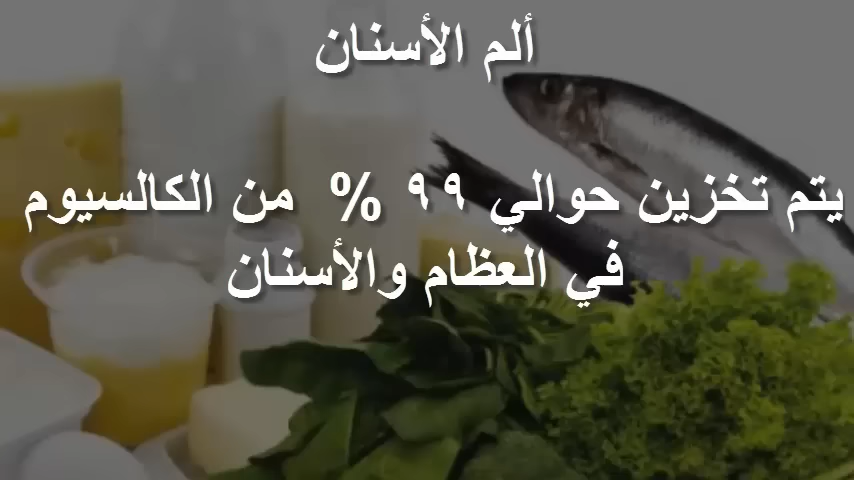 ألم الأسنان
يتم تخزين حوالي ٩٩ % من الكالسيوم
في العظام والأسنان